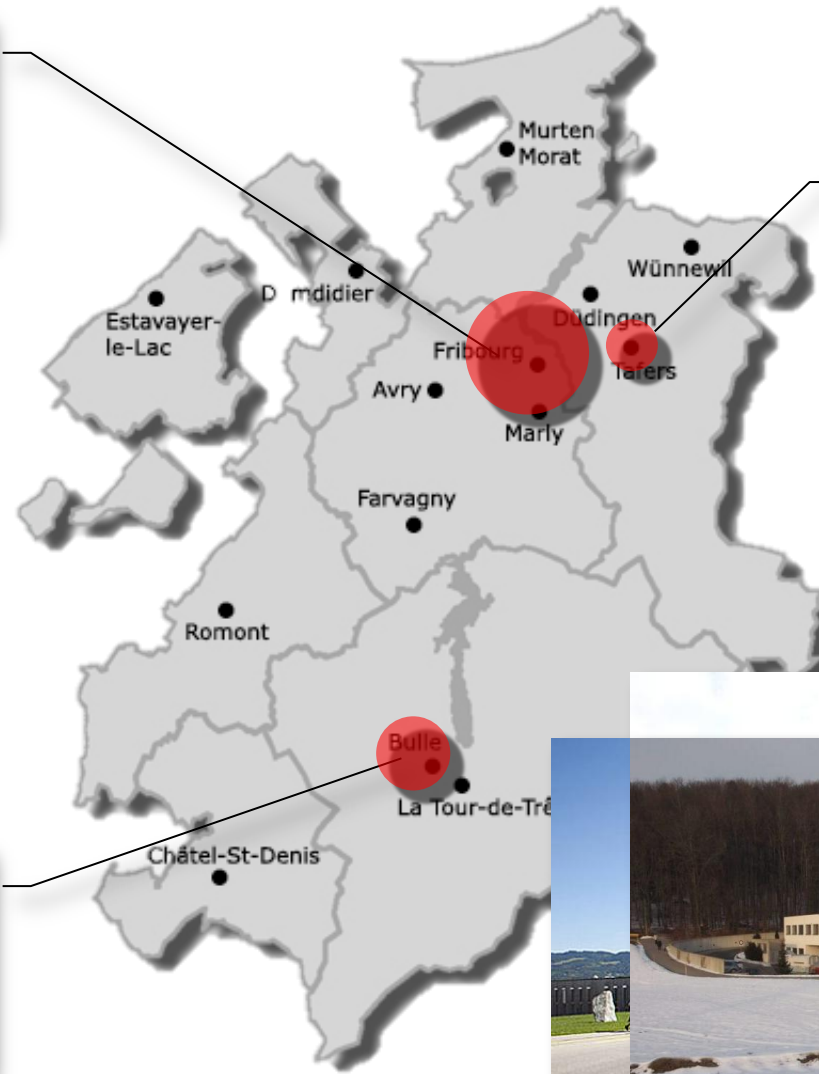 Murten
Morat
Wünnewil
D mdidier
Düdingen
Estavayer-
le-Lac
Fribourg
Tafers
Avry
Marly
Farvagny
Romont
Bulle
La Tour-de-Trê
Châtel-St-Denis